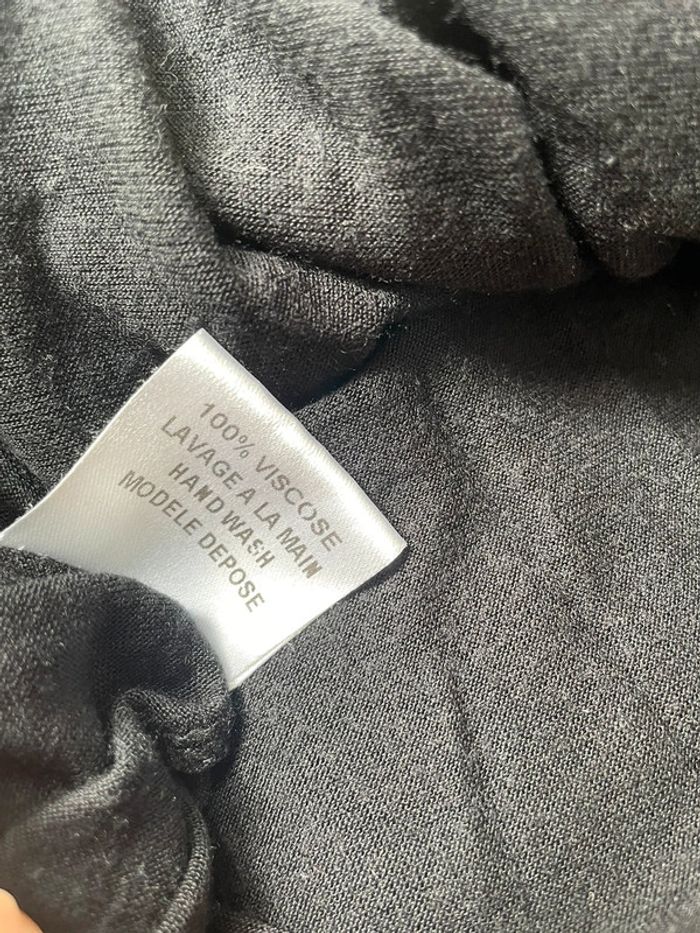 100% VISCOSE
LAVAGE A LA MAIN
HAND WASH
MODELE DEPOSE